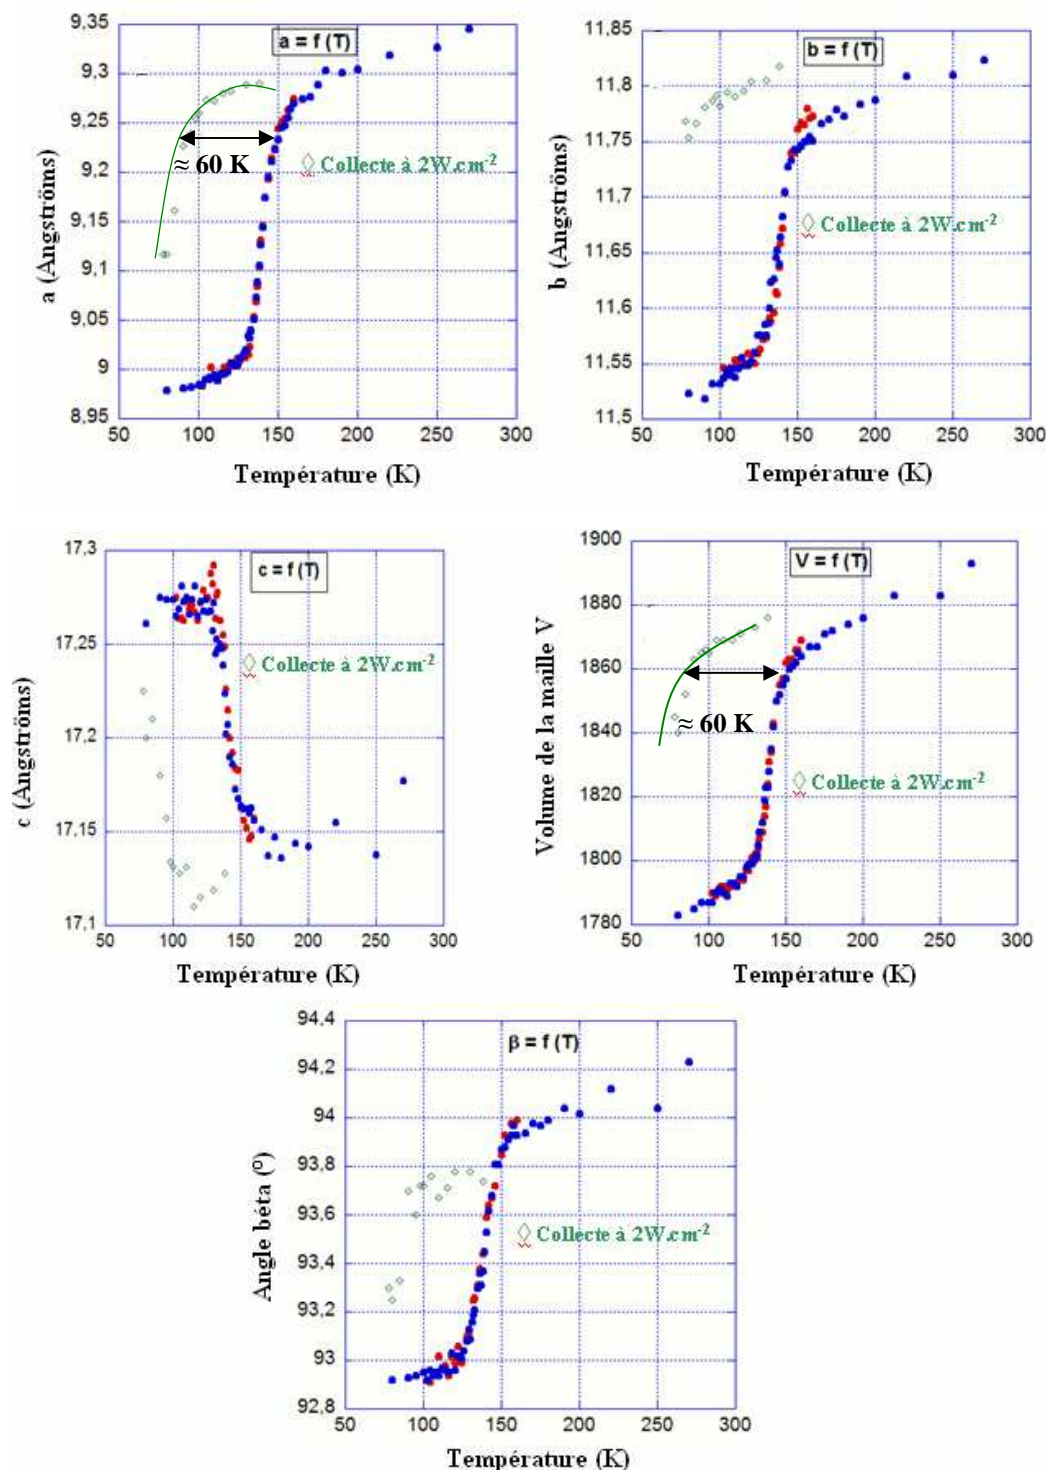 9,35
9,3
9,25
9,2
9,15
9,1
9,05
9
8,95
a (Angströms)
a = f (T)
≈ 60 K
Collecte à 2W.cm-2
50 100 150 200 250 300
Température (K)
11,85
11,8
11,75
11,7
11,65
11,6
11,55
11,5
b (Angströms)
b = f (T)
Collecte à 2W.cm-2
50 100 150 200 250 300
Température (K)
17,3
17,25
17,2
17,15
17,1
c (Angströms)
c = f (T)
Collecte à 2W.cm-2
50 100 150 200 250 300
Température (K)
1900
1880
1860
1840
1820
1800
1780
Volume de la maille V
V = f (T)
≈ 60 K
Collecte à 2W.cm-2
50 100 150 200 250 300
Température (K)
94,4
94,2
94
93,8
93,6
93,4
93,2
93
92,8
Angle béta (°)
β = f (T)
Collecte à 2W.cm-2
50 100 150 200 250 300
Température (K)